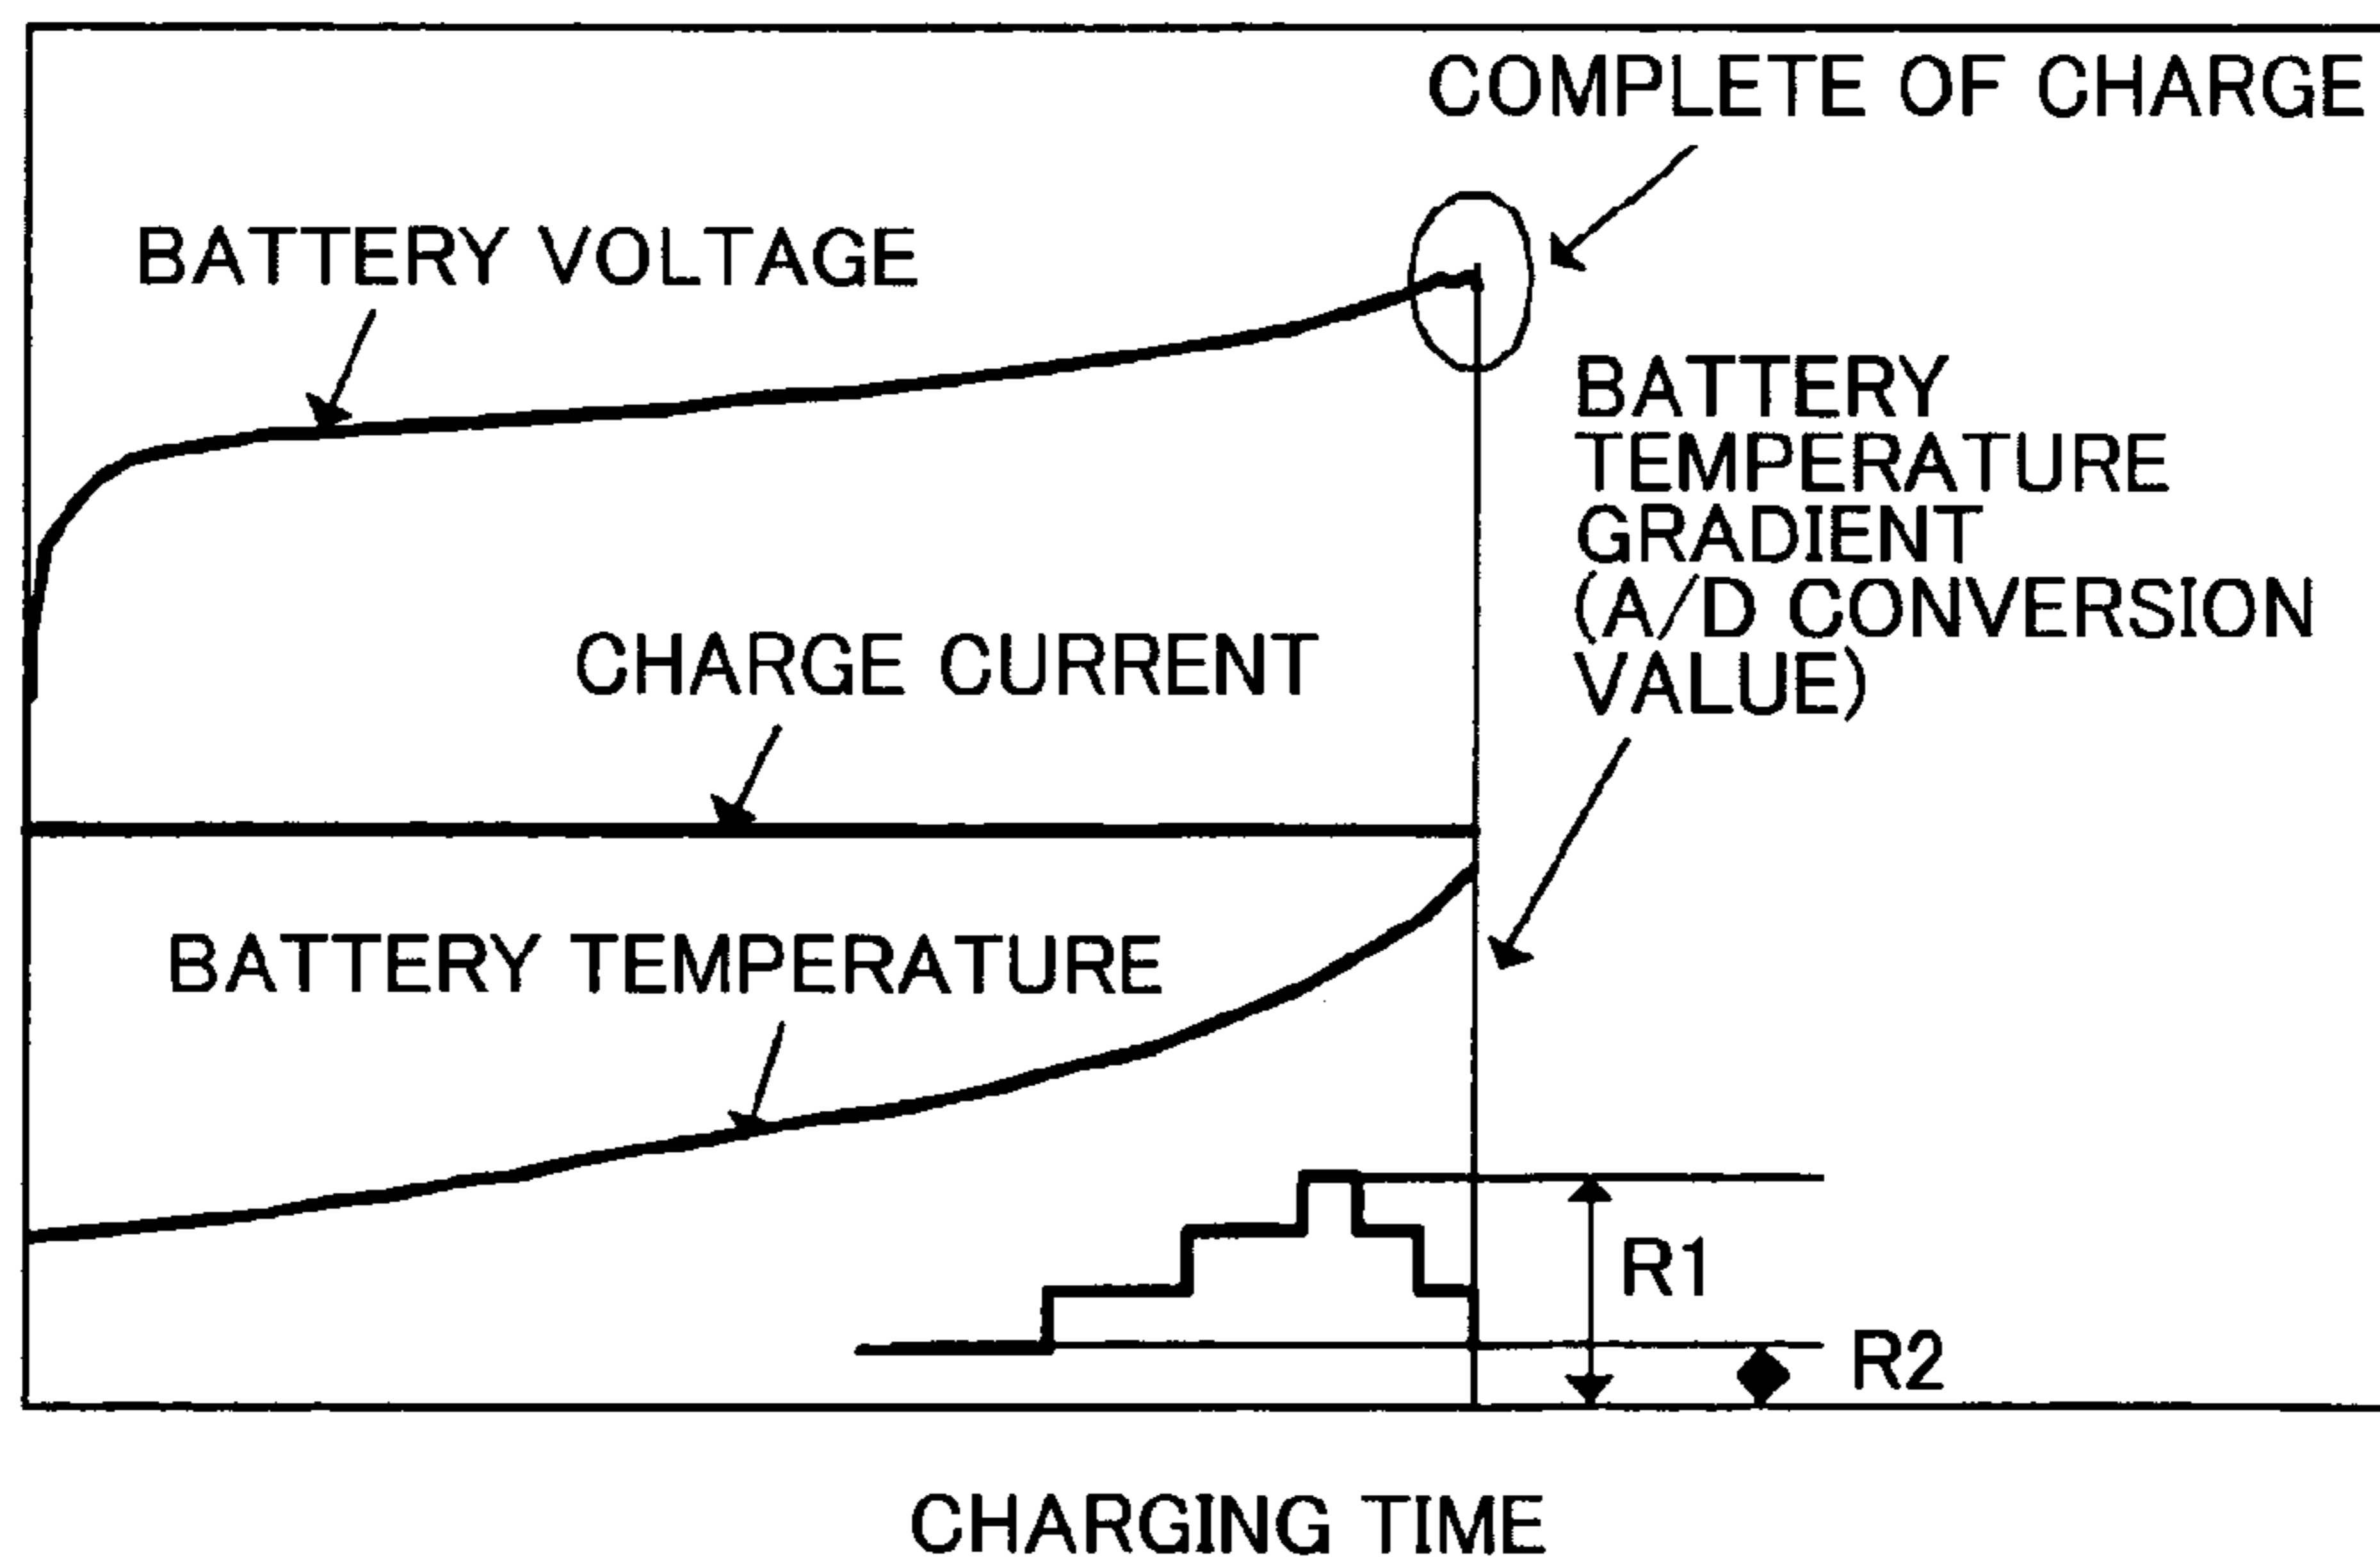 COMPLETE OF CHARGE
BATTERY VOLTAGE
BATTERY
TEMPERATURE
GRADIENT
(A/D CONVERSION
VALUE)
CHARGE CURRENT
BATTERY TEMPERATURE
R1
R2
CHARGING TIME